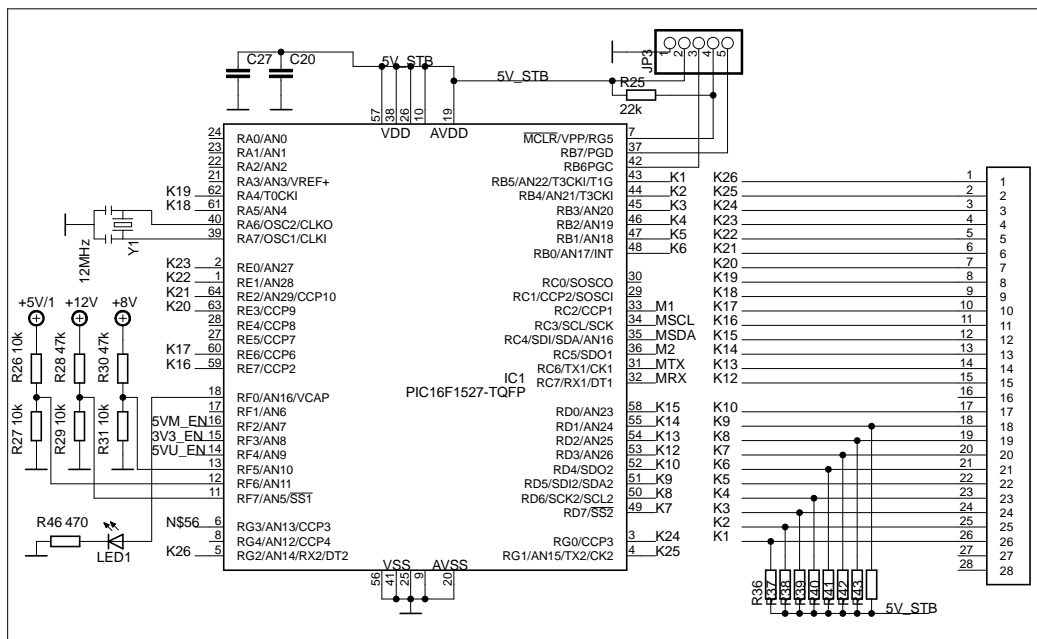 C27 C20 5V_STB 5V_STB
JP3 1 2 3 4 5
R25
22k
57 38 26 10 19
VDD AVDD
24 RA0/AN0
23 RA1/AN1
22 RA2/AN2
21 RA3/AN3/VREF+
K19 62 RA4/T0CKI
K18 61 RA5/AN4
40 RA6/OSC2/CLKO
39 RA7/OSC1/CLKI
12MHz Y1
K23 2 RE0/AN27
K22 1 RE1/AN28
K21 64 RE2/AN29/CCP10
K20 63 RE3/CCP9
28 RE4/CCP8
27 RE5/CCP7
K17 60 RE6/CCP6
K16 59 RE7/CCP2
+5V/1 +12V +8V
R26 10k R28 47k R30 47k
R27 10k R29 10k R31 10k
18 RF0/AN16/VCAP
17 RF1/AN6
5VM_EN 16 RF2/AN7
3V3_EN 15 RF3/AN8
5VU_EN 14 RF4/AN9
13 RF5/AN10
12 RF6/AN11
11 RF7/AN5/SS1
R46 470
LED1
N$56 6 RG3/AN13/CCP3
8 RG4/AN12/CCP4
K26 5 RG2/AN14/RX2/DT2
IC1
PIC16F1527-TQFP
MCLR/VPP/RG5 7
RB7/PGD 37
RB6PGC 42
RB5/AN22/T3CKI/T1G 43 K1
RB4/AN21/T3CKI 44 K2
RB3/AN20 45 K3
RB2/AN19 46 K4
RB1/AN18 47 K5
RB0/AN17/INT 48 K6
RC0/SOSCO 30
RC1/CCP2/SOSCI 29
RC2/CCP1 33 M1
RC3/SCL/SCK 34 MSCL
RC4/SDI/SDA/AN16 35 MSDA
RC5/SDO1 36 M2
RC6/TX1/CK1 31 MTX
RC7/RX1/DT1 32 MRX
RD0/AN23 58 K15
RD1/AN24 55 K14
RD2/AN25 54 K13
RD3/AN26 53 K12
RD4/SDO2 52 K10
RD5/SDI2/SDA2 51 K9
RD6/SCK2/SCL2 50 K8
RD7/SS2 49 K7
RG0/CCP3 3 K24
RG1/AN15/TX2/CK2 4 K25
VSS AVSS
56 41 25 9 20
K26 1 1
K25 2 2
K24 3 3
K23 4 4
K22 5 5
K21 6 6
K20 7 7
K19 8 8
K18 9 9
K17 10 10
K16 11 11
K15 12 12
K14 13 13
K13 14 14
K12 15 15
16 16
K10 17 17
K9 18 18
K8 19 19
K7 20 20
K6 21 21
K5 22 22
K4 23 23
K3 24 24
K2 25 25
K1 26 26
27 27
28 28
R36 R37 R38 R39 R40 R41 R42 R43
5V_STB